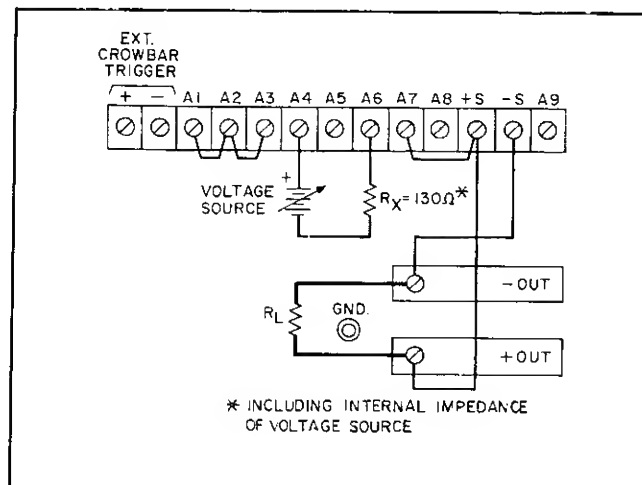 EXT.
CROWBAR
TRIGGER
+ - A1 A2 A3 A4 A5 A6 A7 A8 +S -S A9
+
VOLTAGE
SOURCE
RX=130Ω*
-OUT
RL
GND.
+OUT
* INCLUDING INTERNAL IMPEDANCE
OF VOLTAGE SOURCE